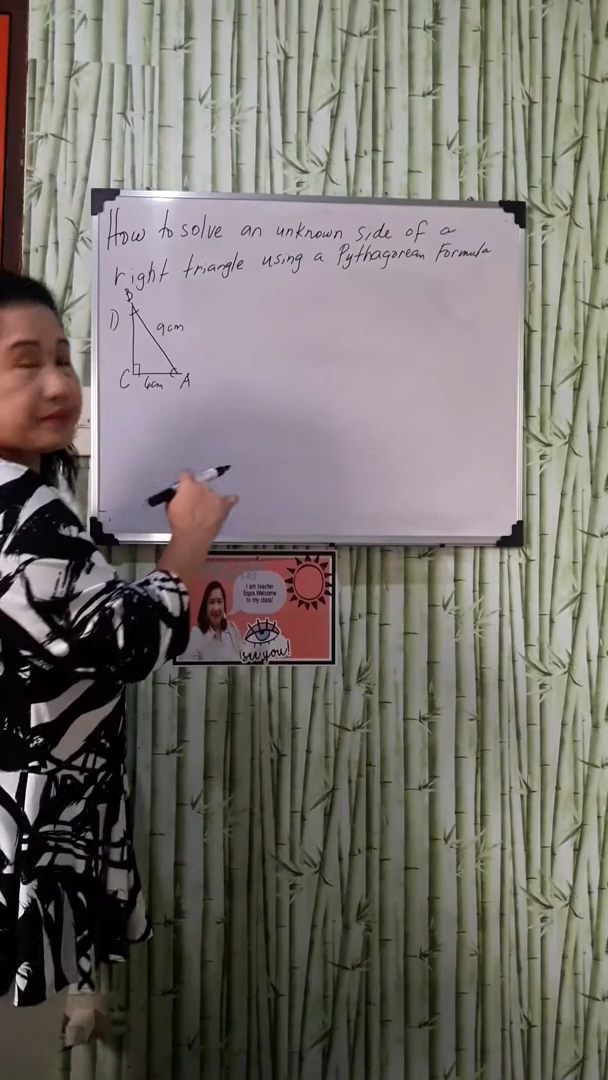 How to solve an unknown side of a
right triangle using a Pythagorean Formula
B
D 9cm
C 6cm A
I am teacher
Espie.Welcome
to my class!
see you!